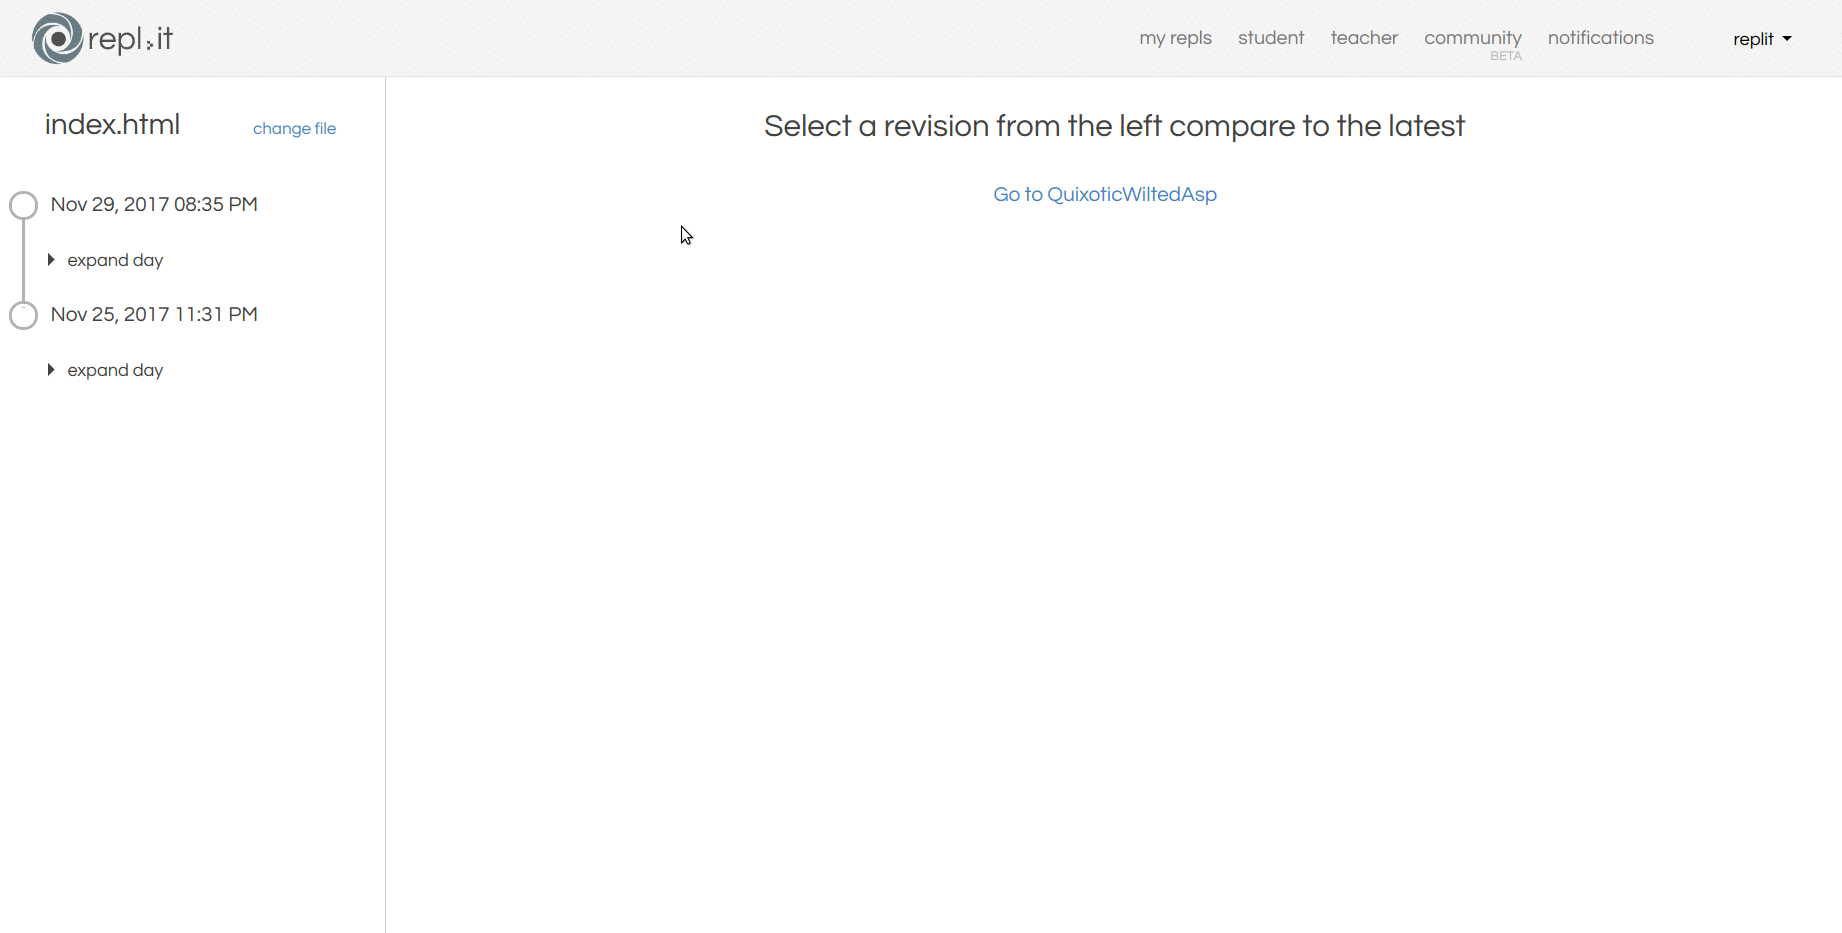 repl.it
my repls student teacher community notifications replit
BETA
index.html change file
Select a revision from the left compare to the latest
Go to QuixoticWiltedAsp
Nov 29, 2017 08:35 PM
expand day
Nov 25, 2017 11:31 PM
expand day